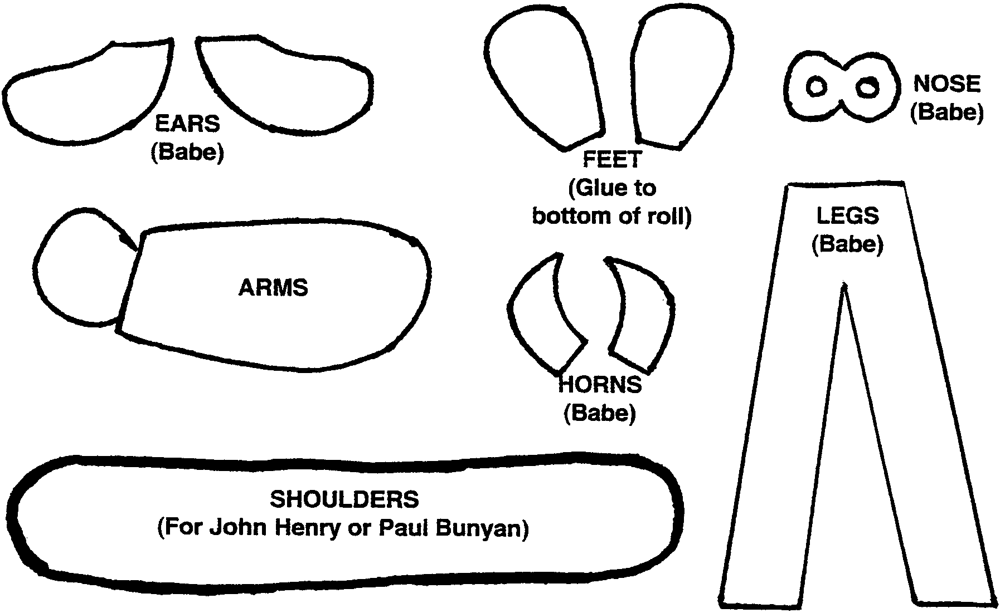 EARS
(Babe)
FEET
(Glue to
bottom of roll)
NOSE
(Babe)
ARMS
HORNS
(Babe)
LEGS
(Babe)
SHOULDERS
(For John Henry or Paul Bunyan)